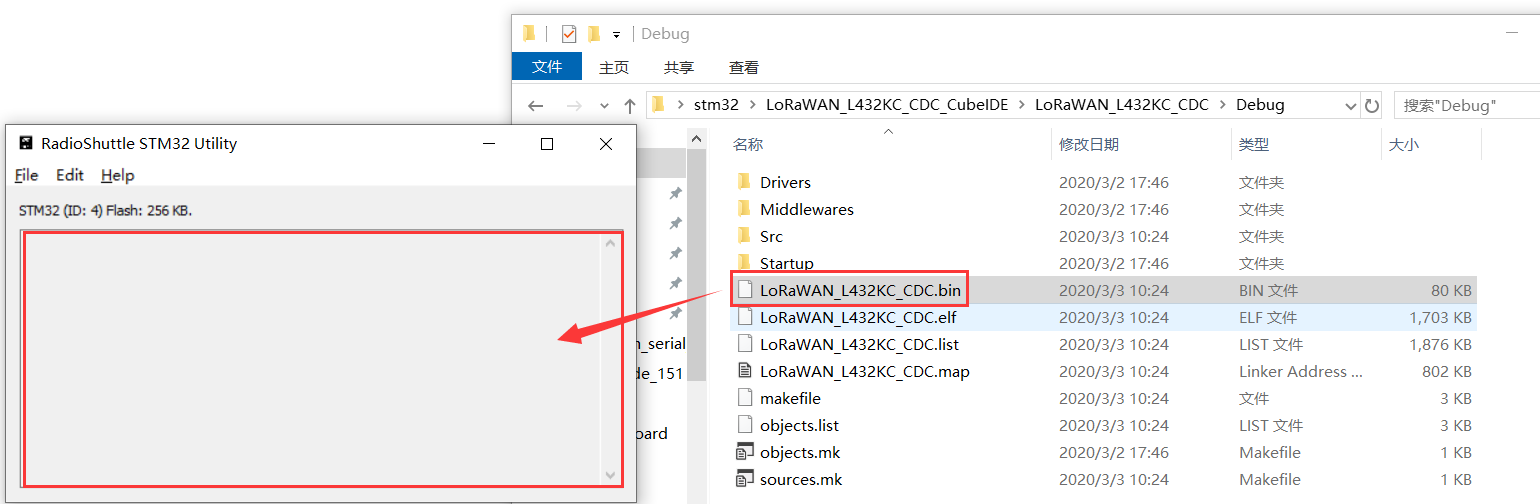 RadioShuttle STM32 Utility
File Edit Help
STM32 (ID: 4) Flash: 256 KB.
Debug
文件 主页 共享 查看
stm32 LoRaWAN_L432KC_CDC_CubeIDE LoRaWAN_L432KC_CDC Debug 搜索"Debug"
名称 修改日期 类型 大小
Drivers 2020/3/2 17:46 文件夹
Middlewares 2020/3/2 17:46 文件夹
Src 2020/3/3 10:24 文件夹
Startup 2020/3/2 17:46 文件夹
LoRaWAN_L432KC_CDC.bin 2020/3/3 10:24 BIN 文件 80 KB
LoRaWAN_L432KC_CDC.elf 2020/3/3 10:24 ELF 文件 1,703 KB
LoRaWAN_L432KC_CDC.list 2020/3/3 10:24 LIST 文件 1,876 KB
LoRaWAN_L432KC_CDC.map 2020/3/3 10:24 Linker Address ... 802 KB
makefile 2020/3/3 10:24 文件 3 KB
objects.list 2020/3/3 10:24 LIST 文件 3 KB
objects.mk 2020/3/2 17:46 Makefile 1 KB
sources.mk 2020/3/3 10:24 Makefile 1 KB